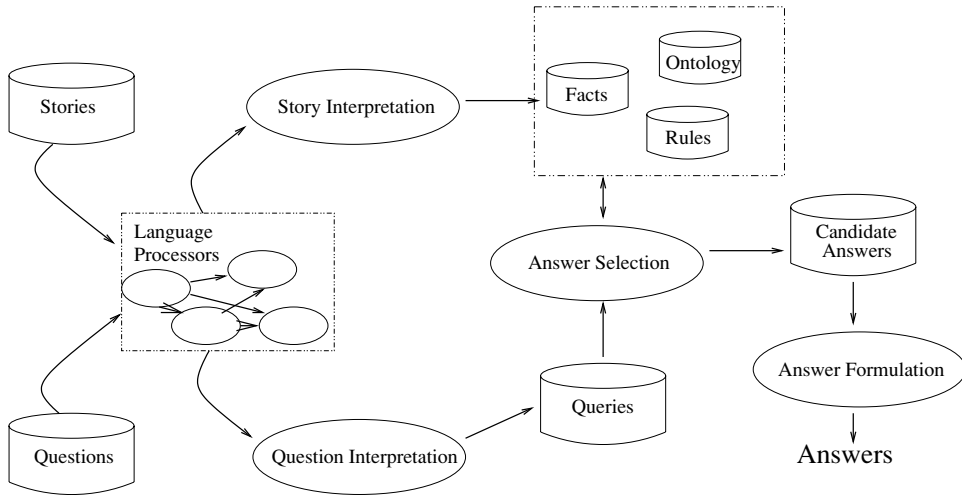 Stories
Story Interpretation
Facts
Ontology
Rules
Language
Processors
Answer Selection
Candidate
Answers
Answer Formulation
Queries
Questions
Question Interpretation
Answers